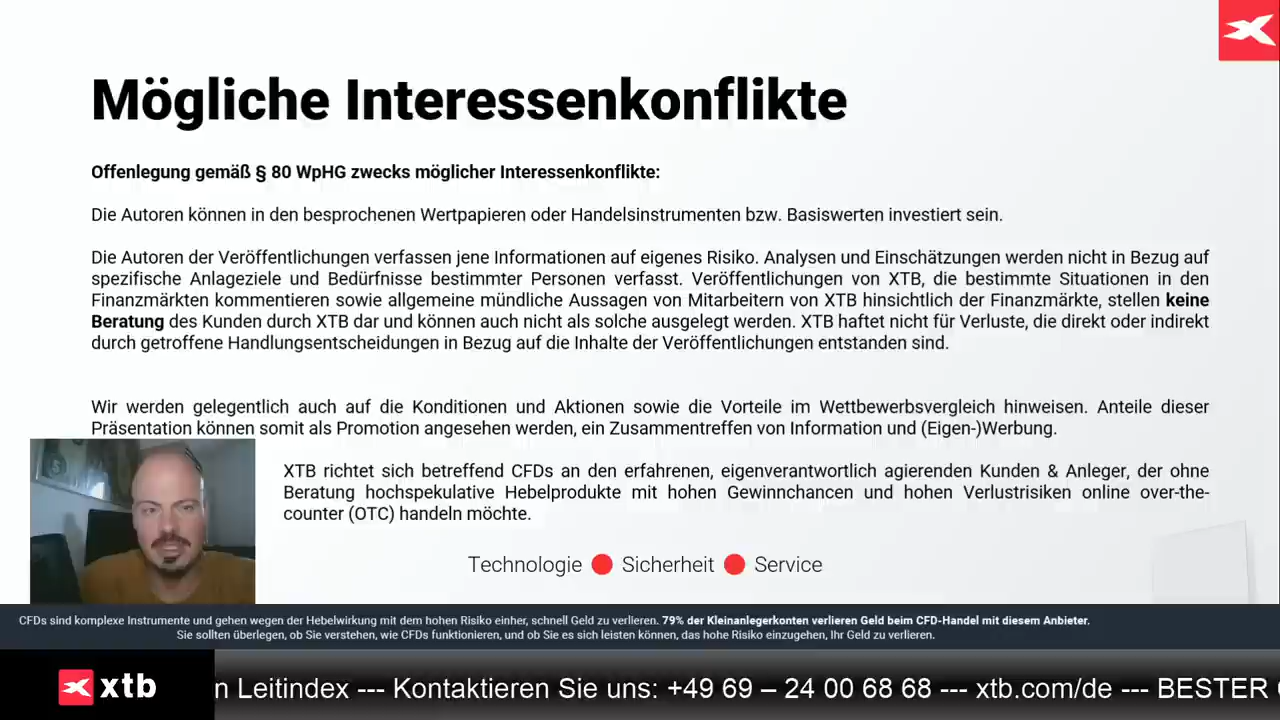 Mögliche Interessenkonflikte
Offenlegung gemäß § 80 WpHG zwecks möglicher Interessenkonflikte:
Die Autoren können in den besprochenen Wertpapieren oder Handelsinstrumenten bzw. Basiswerten investiert sein.
Die Autoren der Veröffentlichungen verfassen jene Informationen auf eigenes Risiko. Analysen und Einschätzungen werden nicht in Bezug auf
spezifische Anlageziele und Bedürfnisse bestimmter Personen verfasst. Veröffentlichungen von XTB, die bestimmte Situationen in den
Finanzmärkten kommentieren sowie allgemeine mündliche Aussagen von Mitarbeitern von XTB hinsichtlich der Finanzmärkte, stellen keine
Beratung des Kunden durch XTB dar und können auch nicht als solche ausgelegt werden. XTB haftet nicht für Verluste, die direkt oder indirekt
durch getroffene Handlungsentscheidungen in Bezug auf die Inhalte der Veröffentlichungen entstanden sind.
Wir werden gelegentlich auch auf die Konditionen und Aktionen sowie die Vorteile im Wettbewerbsvergleich hinweisen. Anteile dieser
Präsentation können somit als Promotion angesehen werden, ein Zusammentreffen von Information und (Eigen-)Werbung.
XTB richtet sich betreffend CFDs an den erfahrenen, eigenverantwortlich agierenden Kunden & Anleger, der ohne
Beratung hochspekulative Hebelprodukte mit hohen Gewinnchancen und hohen Verlustrisiken online over-the-
counter (OTC) handeln möchte.
Technologie Sicherheit Service
CFDs sind komplexe Instrumente und gehen wegen der Hebelwirkung mit dem hohen Risiko einher, schnell Geld zu verlieren. 79% der Kleinanlegerkonten verlieren Geld beim CFD-Handel mit diesem Anbieter.
Sie sollten überlegen, ob Sie verstehen, wie CFDs funktionieren, und ob Sie es sich leisten können, das hohe Risiko einzugehen, Ihr Geld zu verlieren.
xtb
n Leitindex --- Kontaktieren Sie uns: +49 69 – 24 00 68 68 --- xtb.com/de --- BESTER